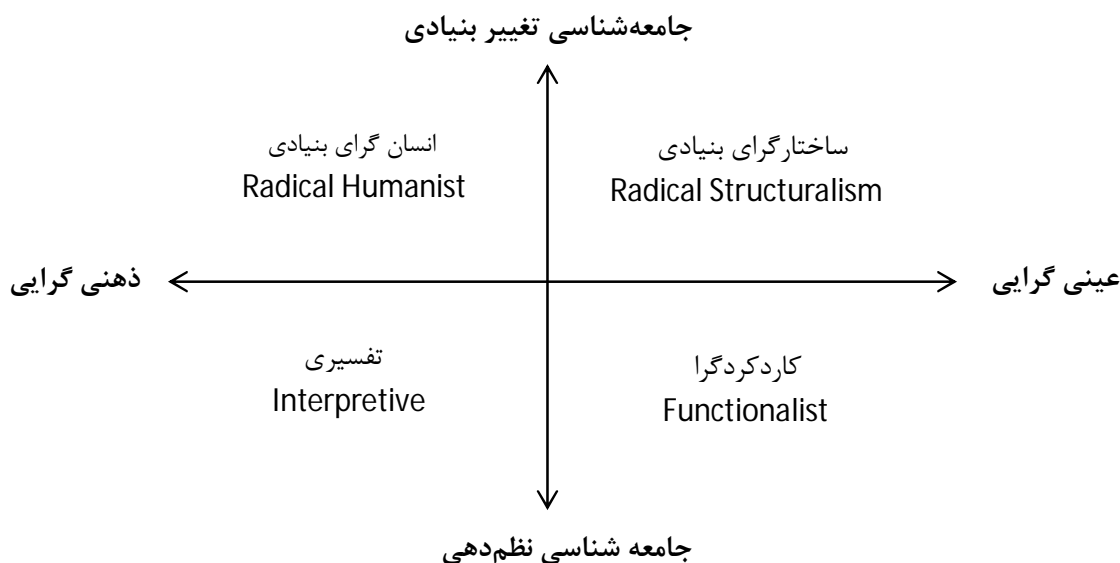 جامعه‌شناسی تغییر بنیادی
انسان گرای بنیادی
Radical Humanist
ساختارگرای بنیادی
Radical Structuralism
ذهنی گرایی
عینی گرایی
تفسیری
Interpretive
کاردکردگرا
Functionalist
جامعه شناسی نظم‌دهی